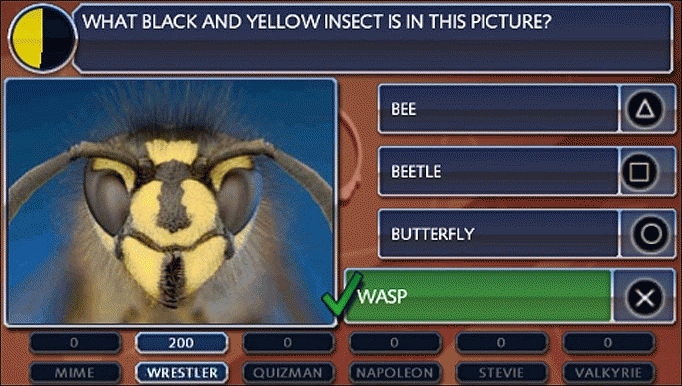 WHAT BLACK AND YELLOW INSECT IS IN THIS PICTURE?
BEE
BEETLE
BUTTERFLY
WASP
0 200 0 0 0 0
MIME WRESTLER QUIZMAN NAPOLEON STEVIE VALKYRIE